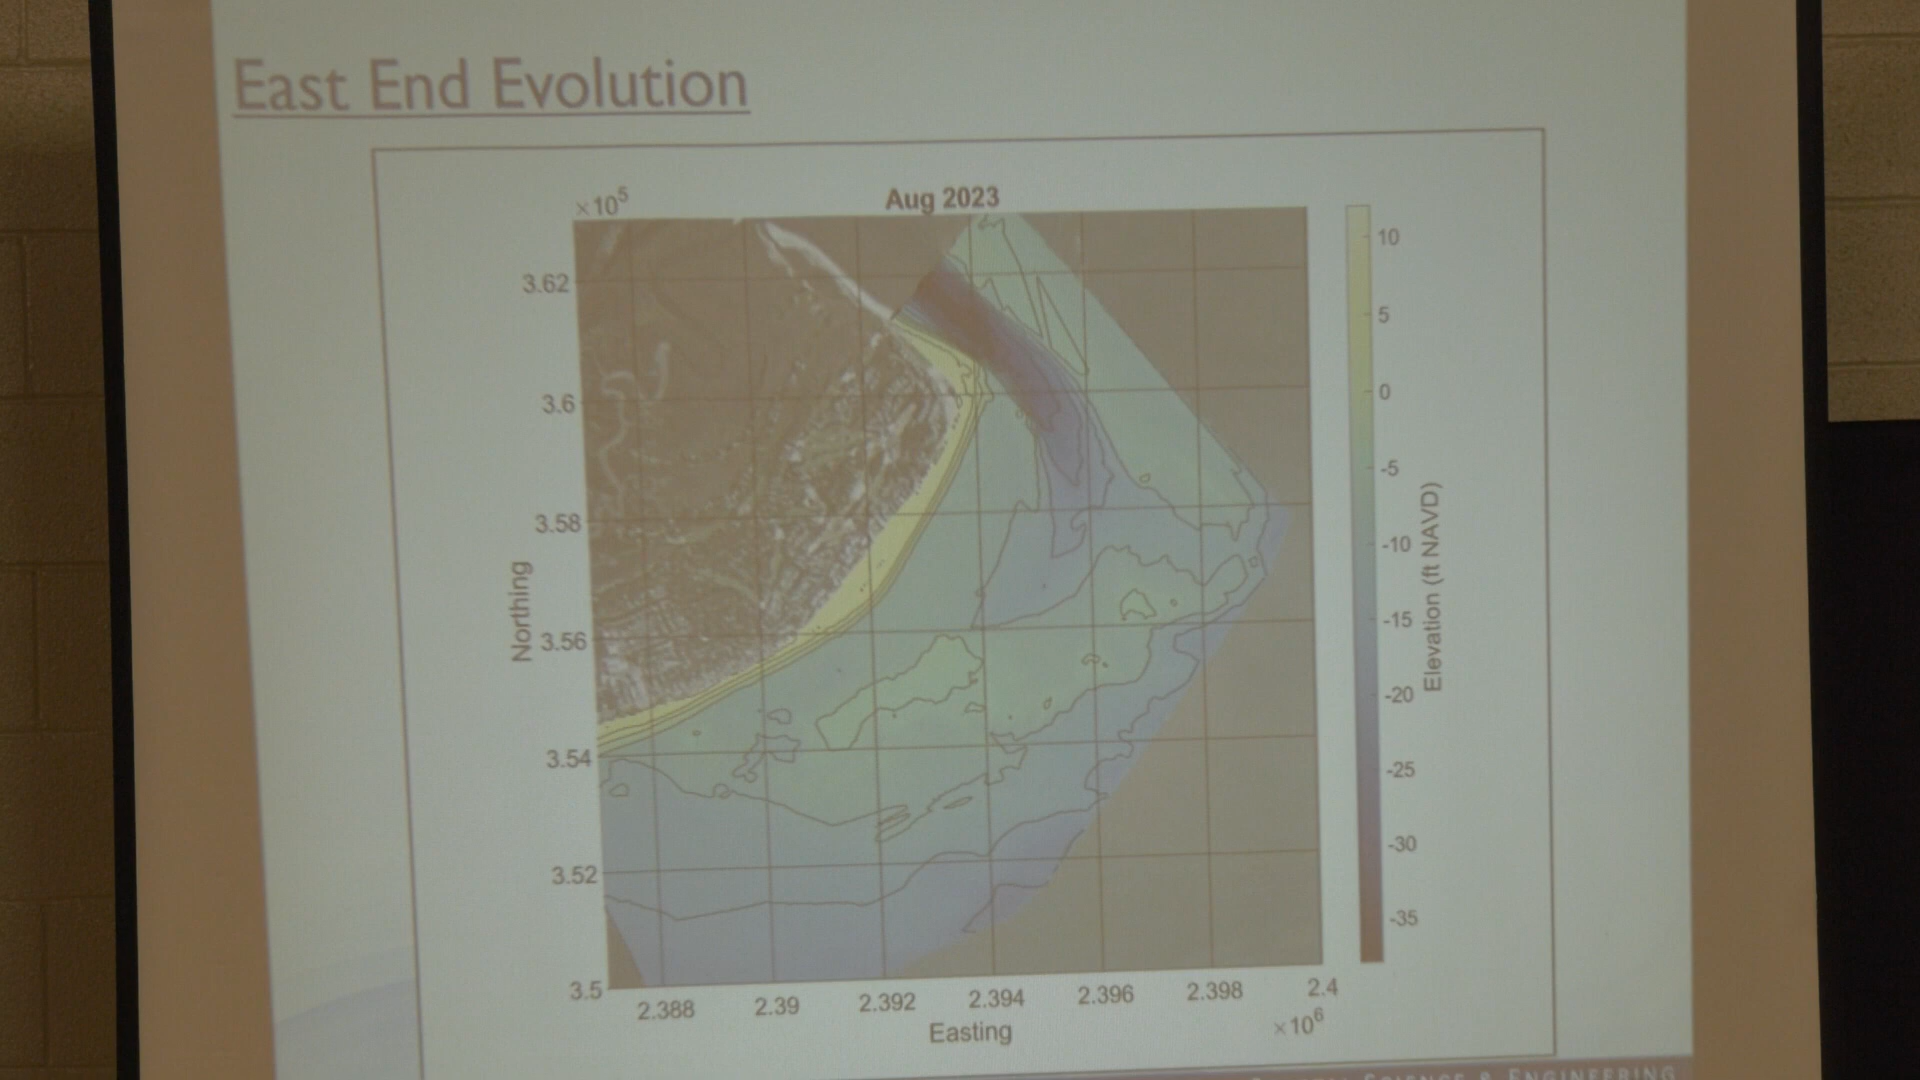 East End Evolution
Aug 2023
×10⁵
3.62
3.6
3.58
3.56
3.54
3.52
3.5
Northing
2.388 2.39 2.392 2.394 2.396 2.398 2.4
×10⁶
Easting
10
5
0
-5
-10
-15
-20
-25
-30
-35
Elevation (ft NAVD)
SCIENCE & ENGINEERING